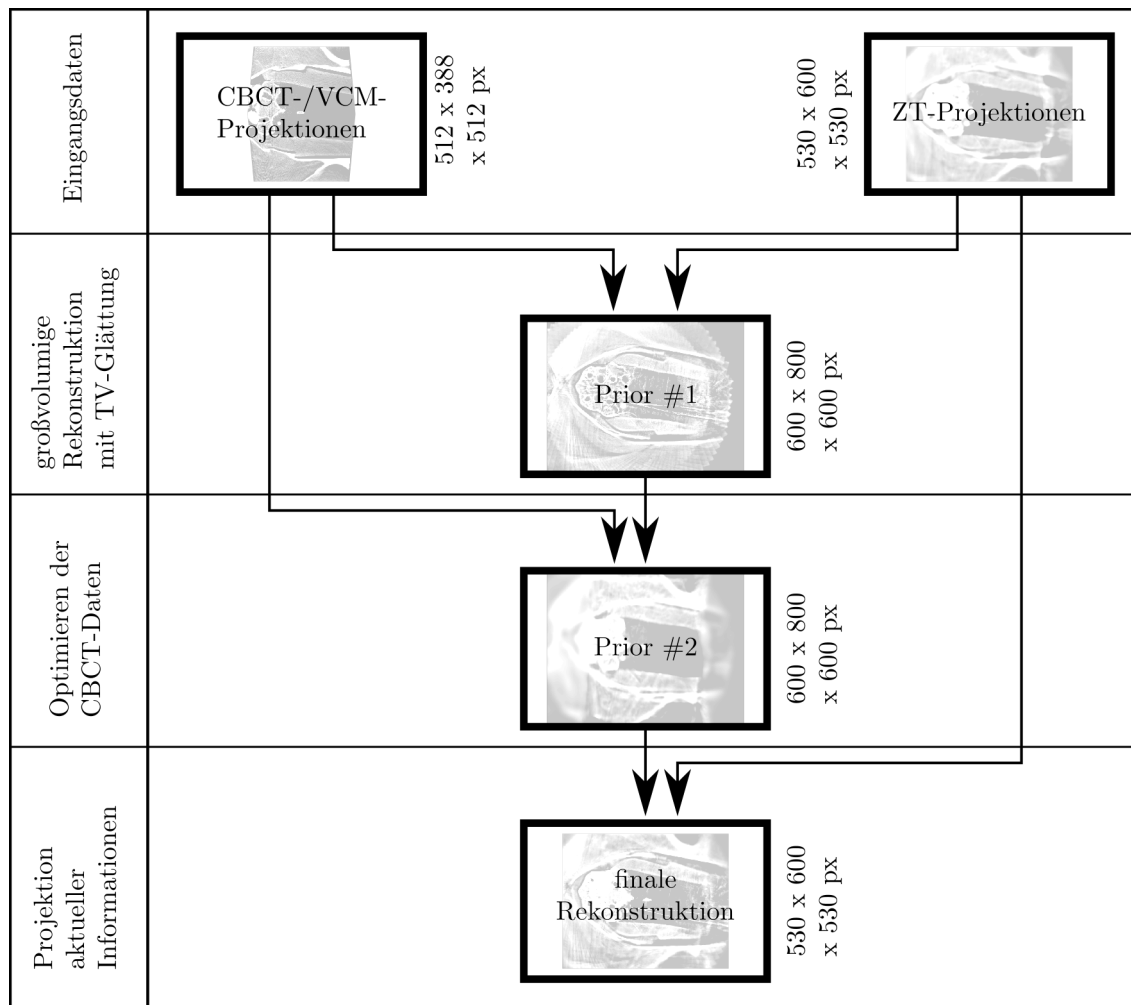 Eingangsdaten
CBCT-/VCM-
Projektionen
512 x 388
x 512 px
530 x 600
x 530 px
ZT-Projektionen
großvolumige
Rekonstruktion
mit TV-Glättung
Prior #1
600 x 800
x 600 px
Optimieren der
CBCT-Daten
Prior #2
600 x 800
x 600 px
Projektion
aktueller
Informationen
finale
Rekonstruktion
530 x 600
x 530 px